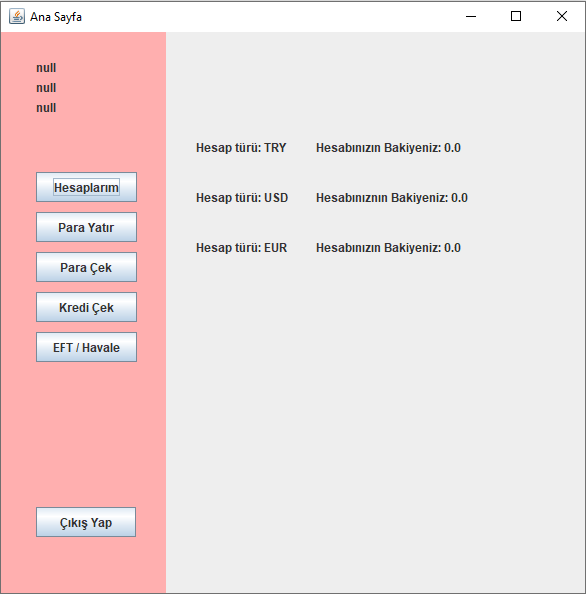 Ana Sayfa
null
null
null
Hesaplarım
Para Yatır
Para Çek
Kredi Çek
EFT / Havale
Çıkış Yap
Hesap türü: TRY Hesabınızın Bakiyeniz: 0.0
Hesap türü: USD Hesabınıznın Bakiyeniz: 0.0
Hesap türü: EUR Hesabınızın Bakiyeniz: 0.0